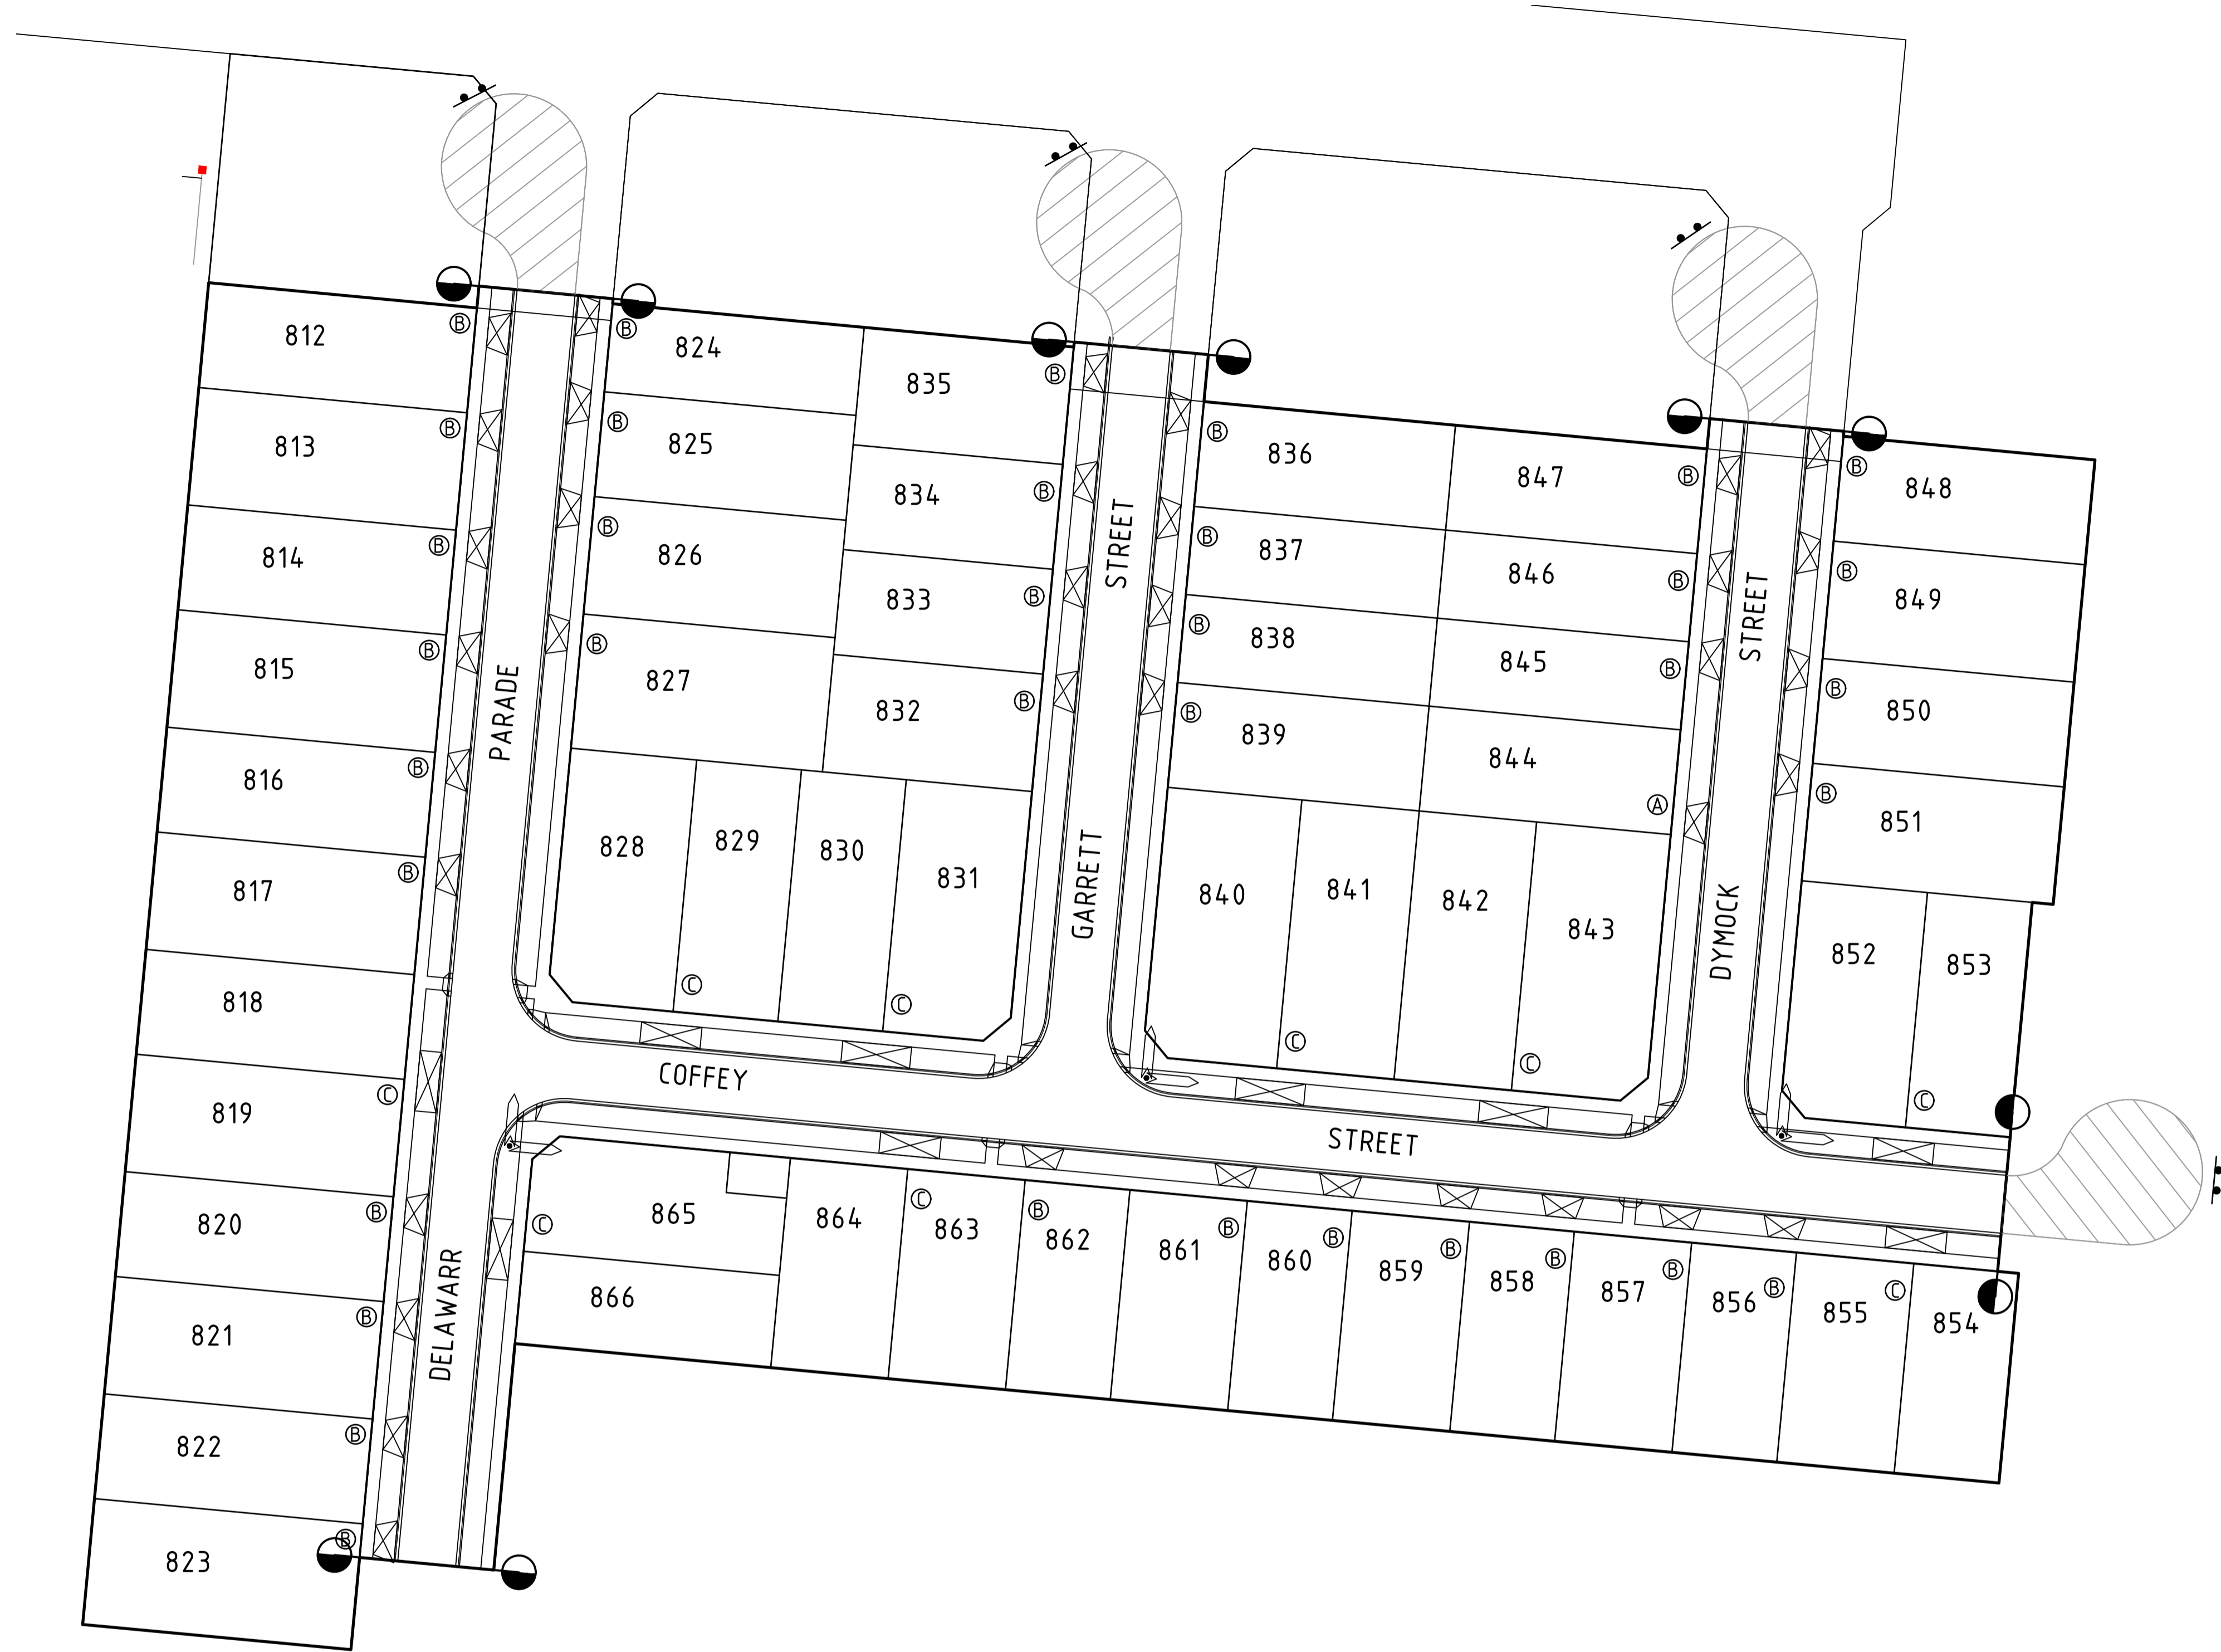 812
B
B
824
B
835
813
B
B
825
B
836
847
B
B
848
834
B
826
B
B
837
846
B
B
849
814
B
815
B
B
827
833
B
B
838
845
B
B
850
STREET
STREET
PARADE
816
B
832
B
B
839
844
A
B
851
817
B
828
829
830
831
840
841
842
843
852
853
GARRETT
DYMOCK
818
C
C
C
C
C
COFFEY
STREET
819
C
820
B
C
865
864
C
863
B
862
B
861
B
860
B
859
B
858
B
857
B
856
C
855
854
866
DELAWARR
821
B
822
B
823
B